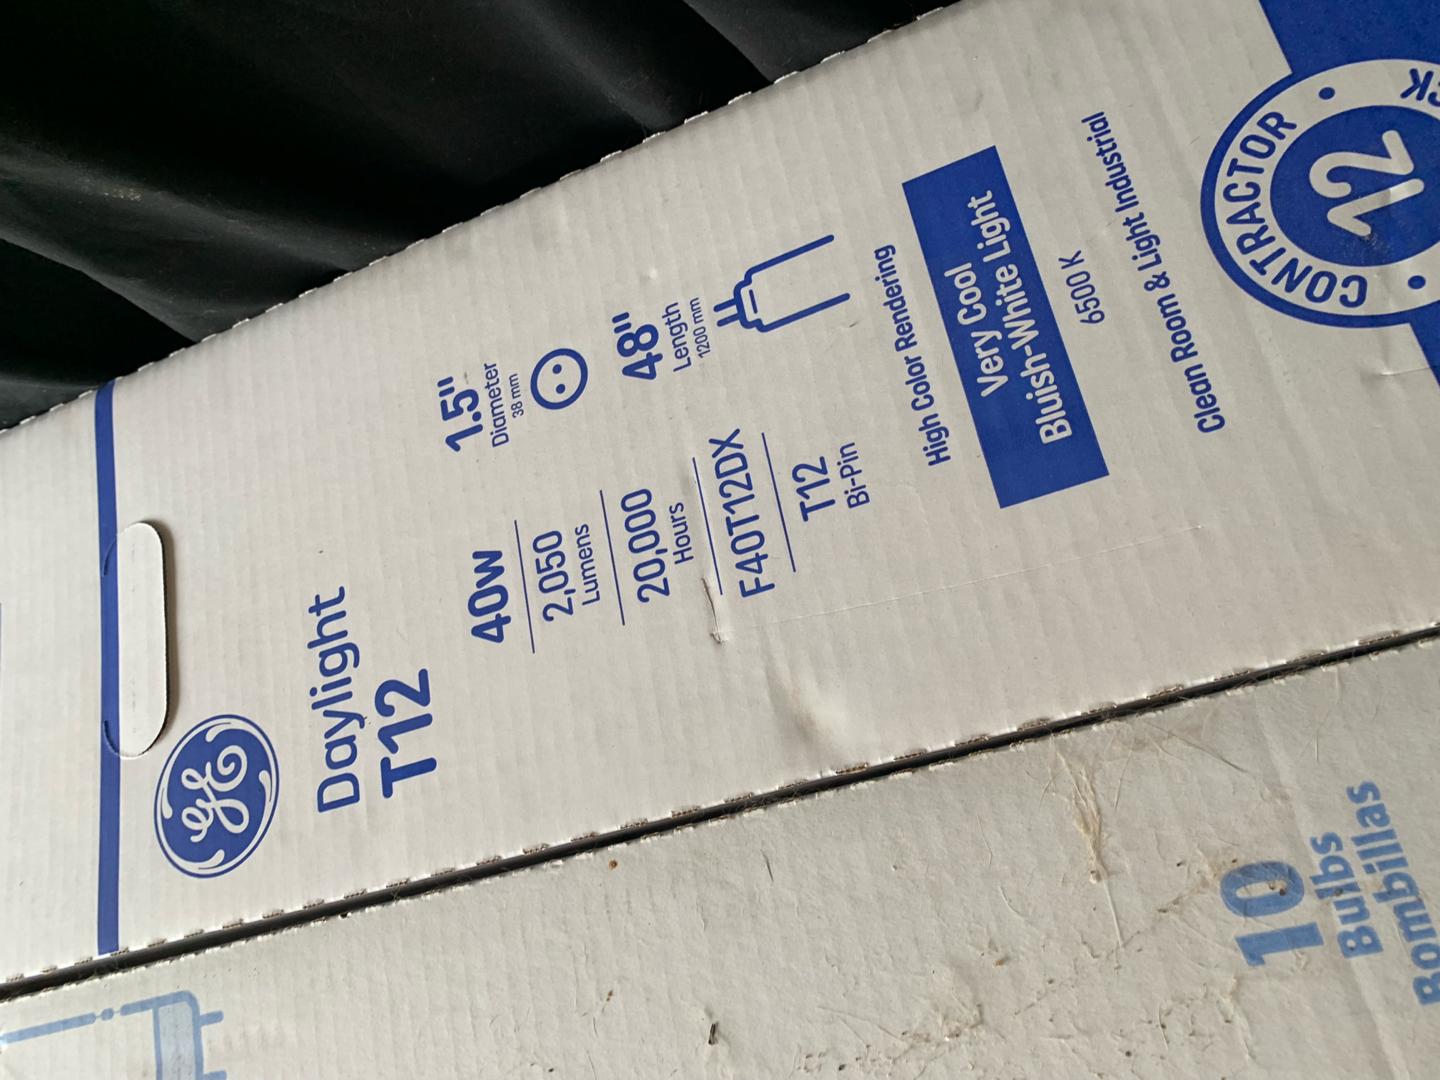 GE
Daylight
T12
40w
2,050
Lumens
20,000
Hours
F40T12DX
T12
Bi-Pin
1.5"
Diameter
38 mm
48"
Length
1200 mm
High Color Rendering
Very Cool
Bluish-White Light
6500 K
Clean Room & Light Industrial
CONTRACTOR
12
10
Bulbs
Bombillas